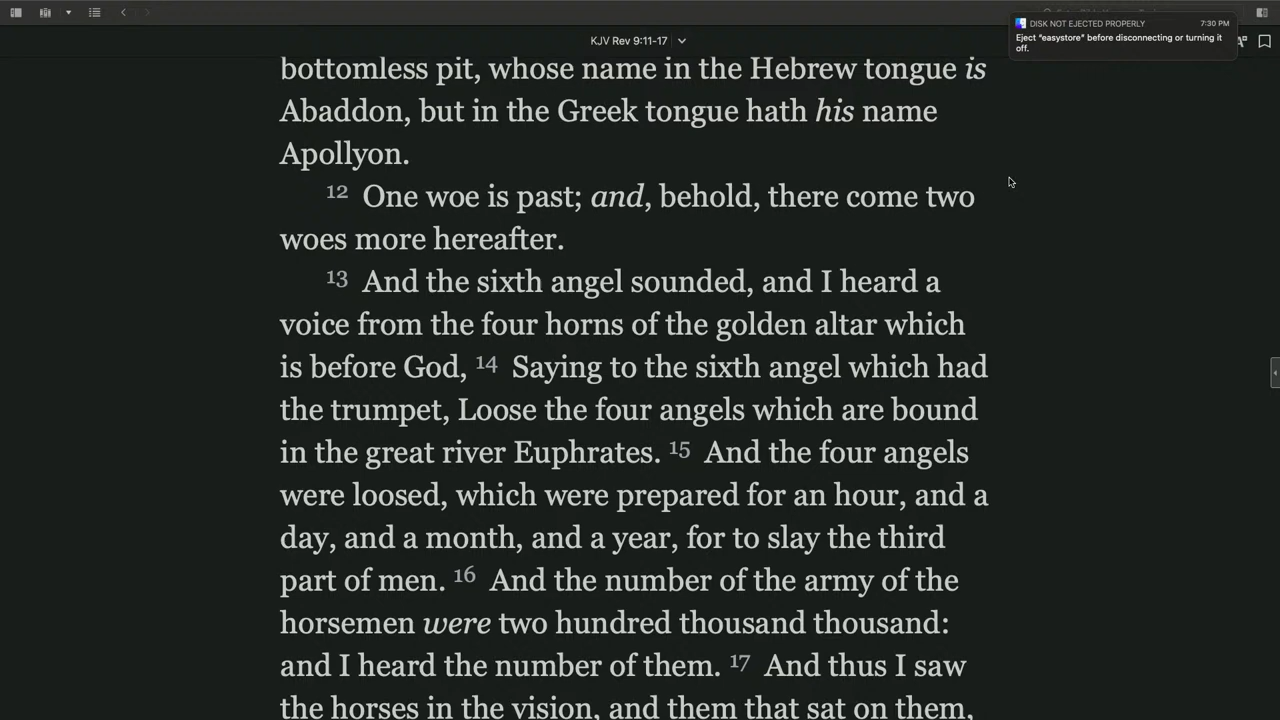 DISK NOT EJECTED PROPERLY 7:30 PM
Eject “easystore” before disconnecting or turning it
off.
KJV Rev 9:11-17
bottomless pit, whose name in the Hebrew tongue is
Abaddon, but in the Greek tongue hath his name
Apollyon.
12 One woe is past; and, behold, there come two
woes more hereafter.
13 And the sixth angel sounded, and I heard a
voice from the four horns of the golden altar which
is before God, 14 Saying to the sixth angel which had
the trumpet, Loose the four angels which are bound
in the great river Euphrates. 15 And the four angels
were loosed, which were prepared for an hour, and a
day, and a month, and a year, for to slay the third
part of men. 16 And the number of the army of the
horsemen were two hundred thousand thousand:
and I heard the number of them. 17 And thus I saw
the horses in the vision, and them that sat on them,